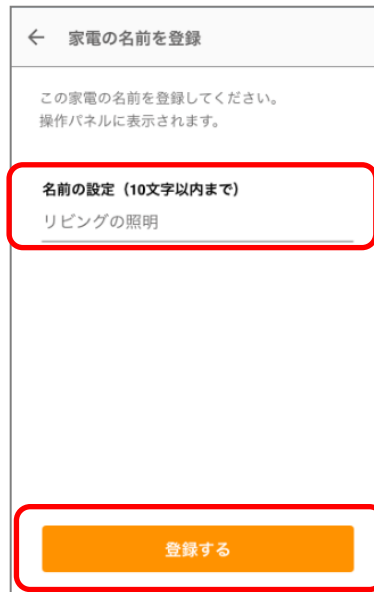 ← 家電の名前を登録
この家電の名前を登録してください。
操作パネルに表示されます。
名前の設定（10文字以内まで）
リビングの照明
登録する